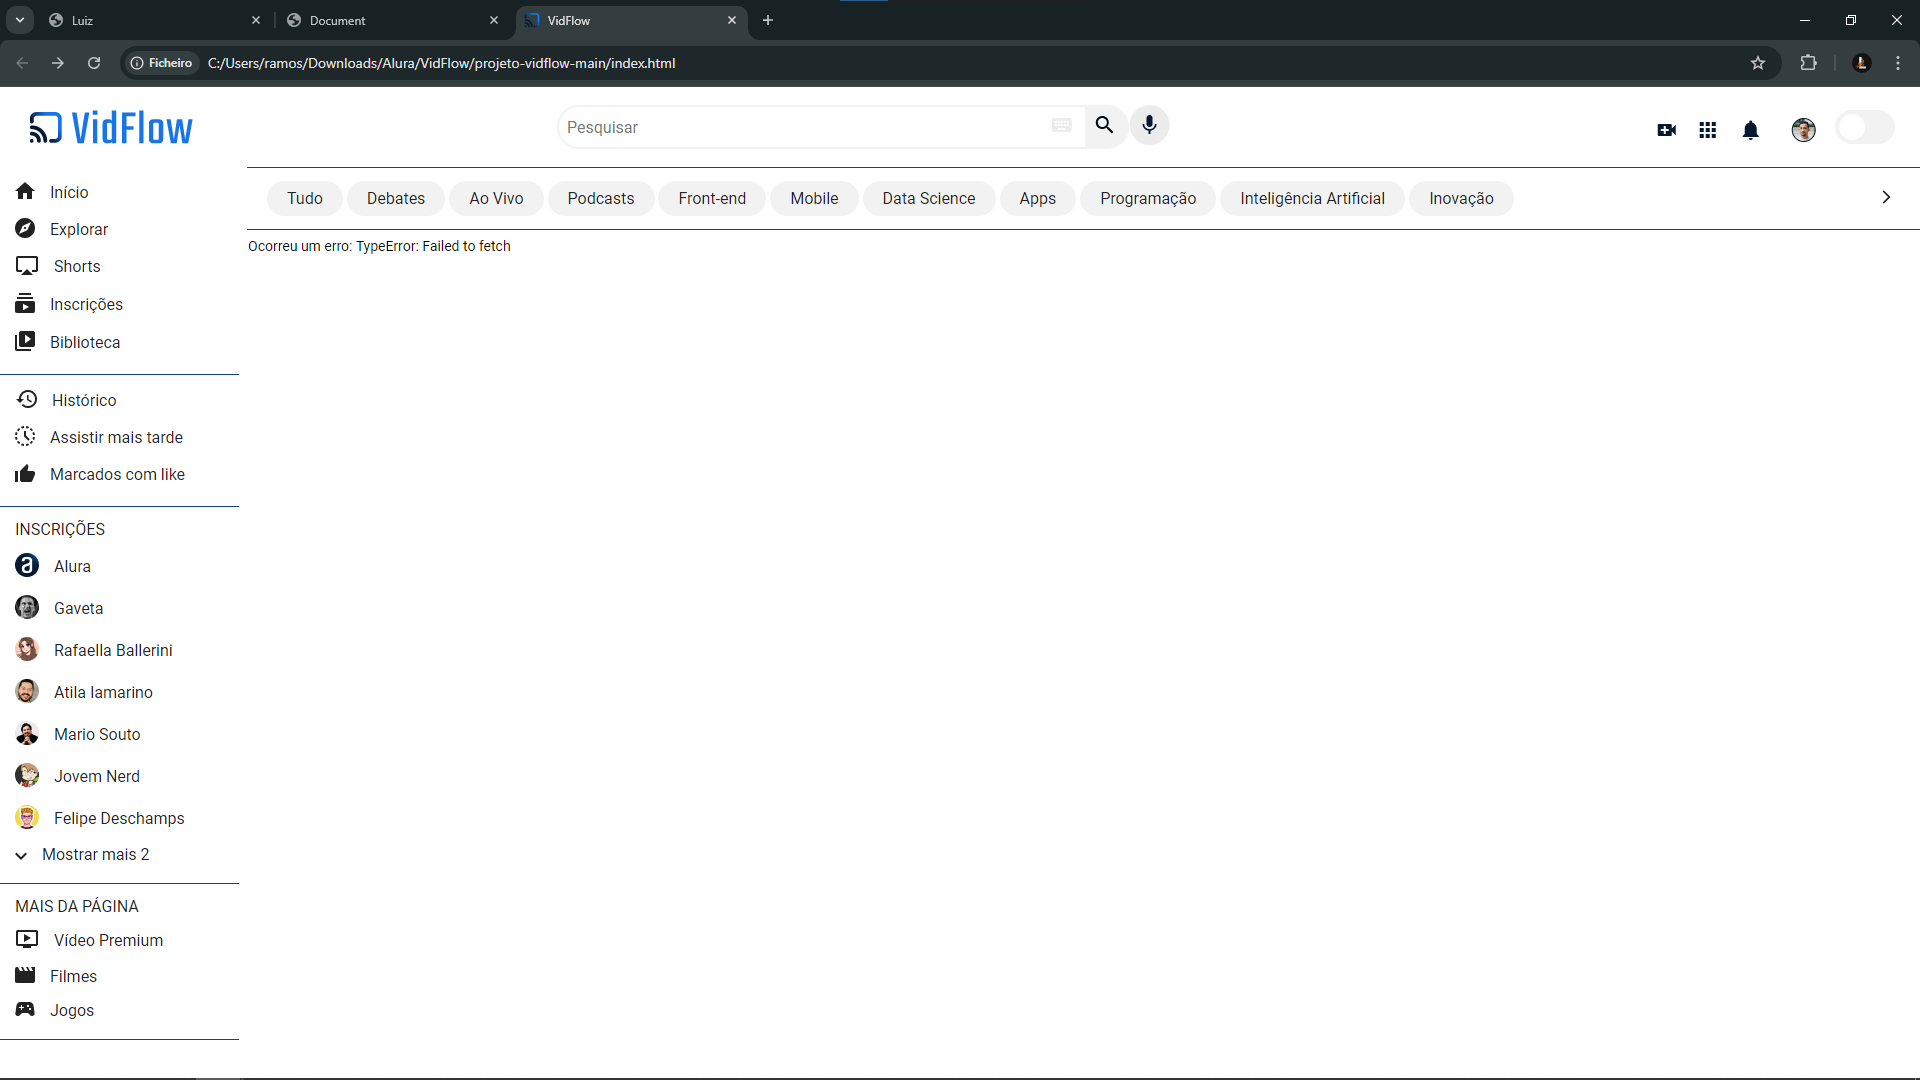 Luiz
Document
VidFlow
Ficheiro
C:/Users/ramos/Downloads/Alura/VidFlow/projeto-vidflow-main/index.html
VidFlow
Pesquisar
Início
Explorar
Shorts
Inscrições
Biblioteca
Histórico
Assistir mais tarde
Marcados com like
INSCRIÇÕES
Alura
Gaveta
Rafaella Ballerini
Atila Iamarino
Mario Souto
Jovem Nerd
Felipe Deschamps
Mostrar mais 2
MAIS DA PÁGINA
Vídeo Premium
Filmes
Jogos
Tudo Debates Ao Vivo Podcasts Front-end Mobile Data Science Apps Programação Inteligência Artificial Inovação
Ocorreu um erro: TypeError: Failed to fetch